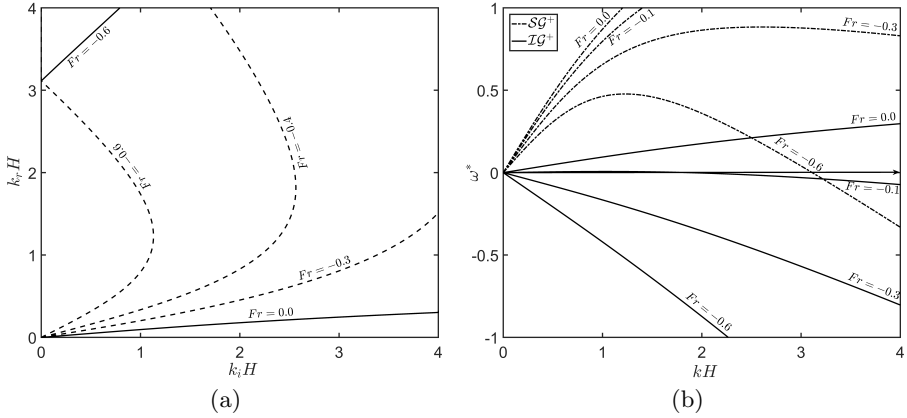 4
3
2
1
0
k_rH
0
1
2
3
4
k_iH
Fr = −0.6
Fr = −0.6
Fr = −0.4
Fr = −0.3
Fr = 0.0
(a)
1
0.5
0
-0.5
-1
ω*
0
1
2
3
4
kH
SG⁺
IG⁺
Fr = 0.0
Fr = −0.1
Fr = −0.3
Fr = 0.0
Fr = −0.6
Fr = −0.1
Fr = −0.3
Fr = −0.6
(b)